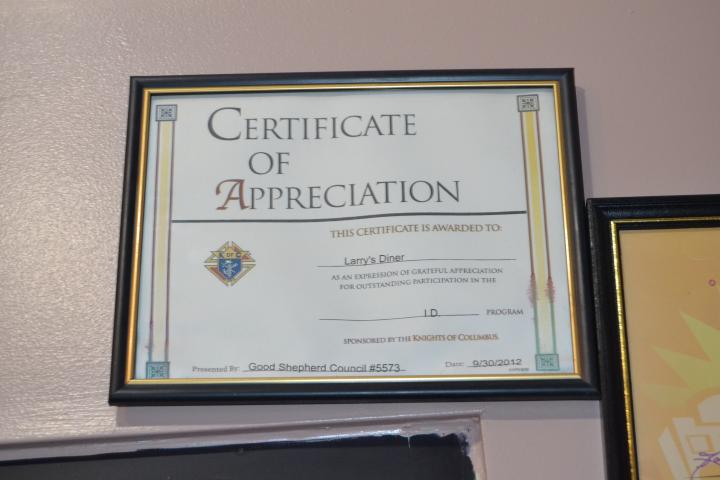 CERTIFICATE
OF
APPRECIATION
THIS CERTIFICATE IS AWARDED TO:
K OF C
Larry's Diner
AS AN EXPRESSION OF GRATEFUL APPRECIATION
FOR OUTSTANDING PARTICIPATION IN THE
I.D. PROGRAM
SPONSORED BY THE KNIGHTS OF COLUMBUS.
Presented By: Good Shepherd Council #5573 Date: 9/30/2012